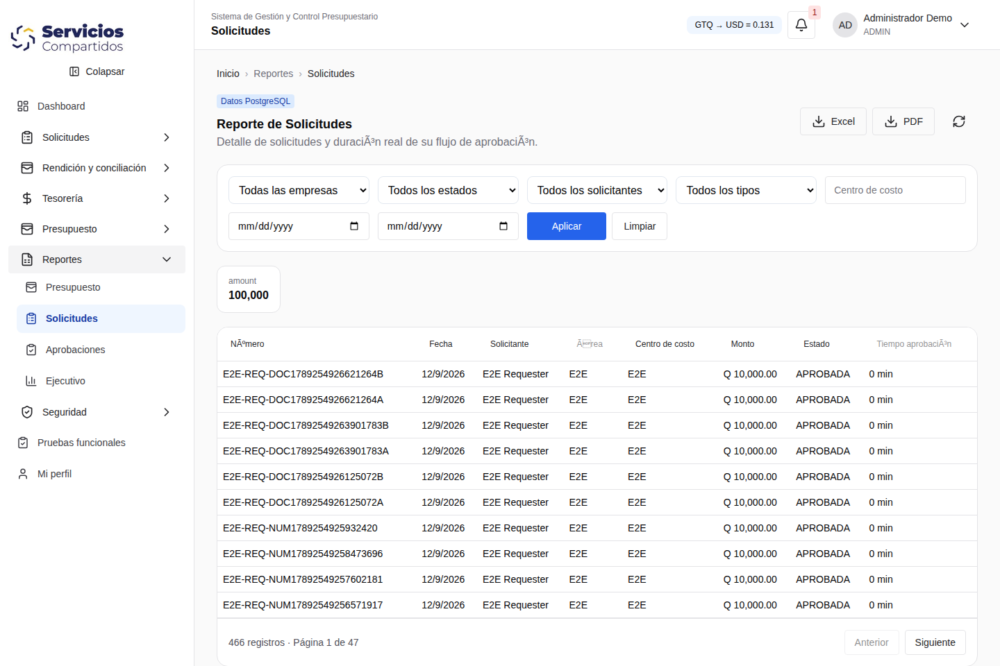 Servicios
Compartidos
Colapsar
Dashboard
Solicitudes
Rendición y conciliación
Tesorería
Presupuesto
Reportes
Presupuesto
Solicitudes
Aprobaciones
Ejecutivo
Seguridad
Pruebas funcionales
Mi perfil
Sistema de Gestión y Control Presupuestario
Solicitudes
GTQ → USD = 0.131
1
AD
Administrador Demo
ADMIN
Inicio › Reportes › Solicitudes
Datos PostgreSQL
Reporte de Solicitudes
Detalle de solicitudes y duraciÃ³n real de su flujo de aprobaciÃ³n.
Excel
PDF
Todas las empresas
Todos los estados
Todos los solicitantes
Todos los tipos
Centro de costo
mm/dd/yyyy
mm/dd/yyyy
Aplicar
Limpiar
amount
100,000
NÃºmero Fecha Solicitante Ãrea Centro de costo Monto Estado Tiempo aprobaciÃ³n
E2E-REQ-DOC1789254926621264B 12/9/2026 E2E Requester E2E E2E Q 10,000.00 APROBADA 0 min
E2E-REQ-DOC1789254926621264A 12/9/2026 E2E Requester E2E E2E Q 10,000.00 APROBADA 0 min
E2E-REQ-DOC17892549263901783B 12/9/2026 E2E Requester E2E E2E Q 10,000.00 APROBADA 0 min
E2E-REQ-DOC17892549263901783A 12/9/2026 E2E Requester E2E E2E Q 10,000.00 APROBADA 0 min
E2E-REQ-DOC1789254926125072B 12/9/2026 E2E Requester E2E E2E Q 10,000.00 APROBADA 0 min
E2E-REQ-DOC1789254926125072A 12/9/2026 E2E Requester E2E E2E Q 10,000.00 APROBADA 0 min
E2E-REQ-NUM1789254925932420 12/9/2026 E2E Requester E2E E2E Q 10,000.00 APROBADA 0 min
E2E-REQ-NUM17892549258473696 12/9/2026 E2E Requester E2E E2E Q 10,000.00 APROBADA 0 min
E2E-REQ-NUM17892549257602181 12/9/2026 E2E Requester E2E E2E Q 10,000.00 APROBADA 0 min
E2E-REQ-NUM17892549256571917 12/9/2026 E2E Requester E2E E2E Q 10,000.00 APROBADA 0 min
466 registros · Página 1 de 47
Anterior
Siguiente